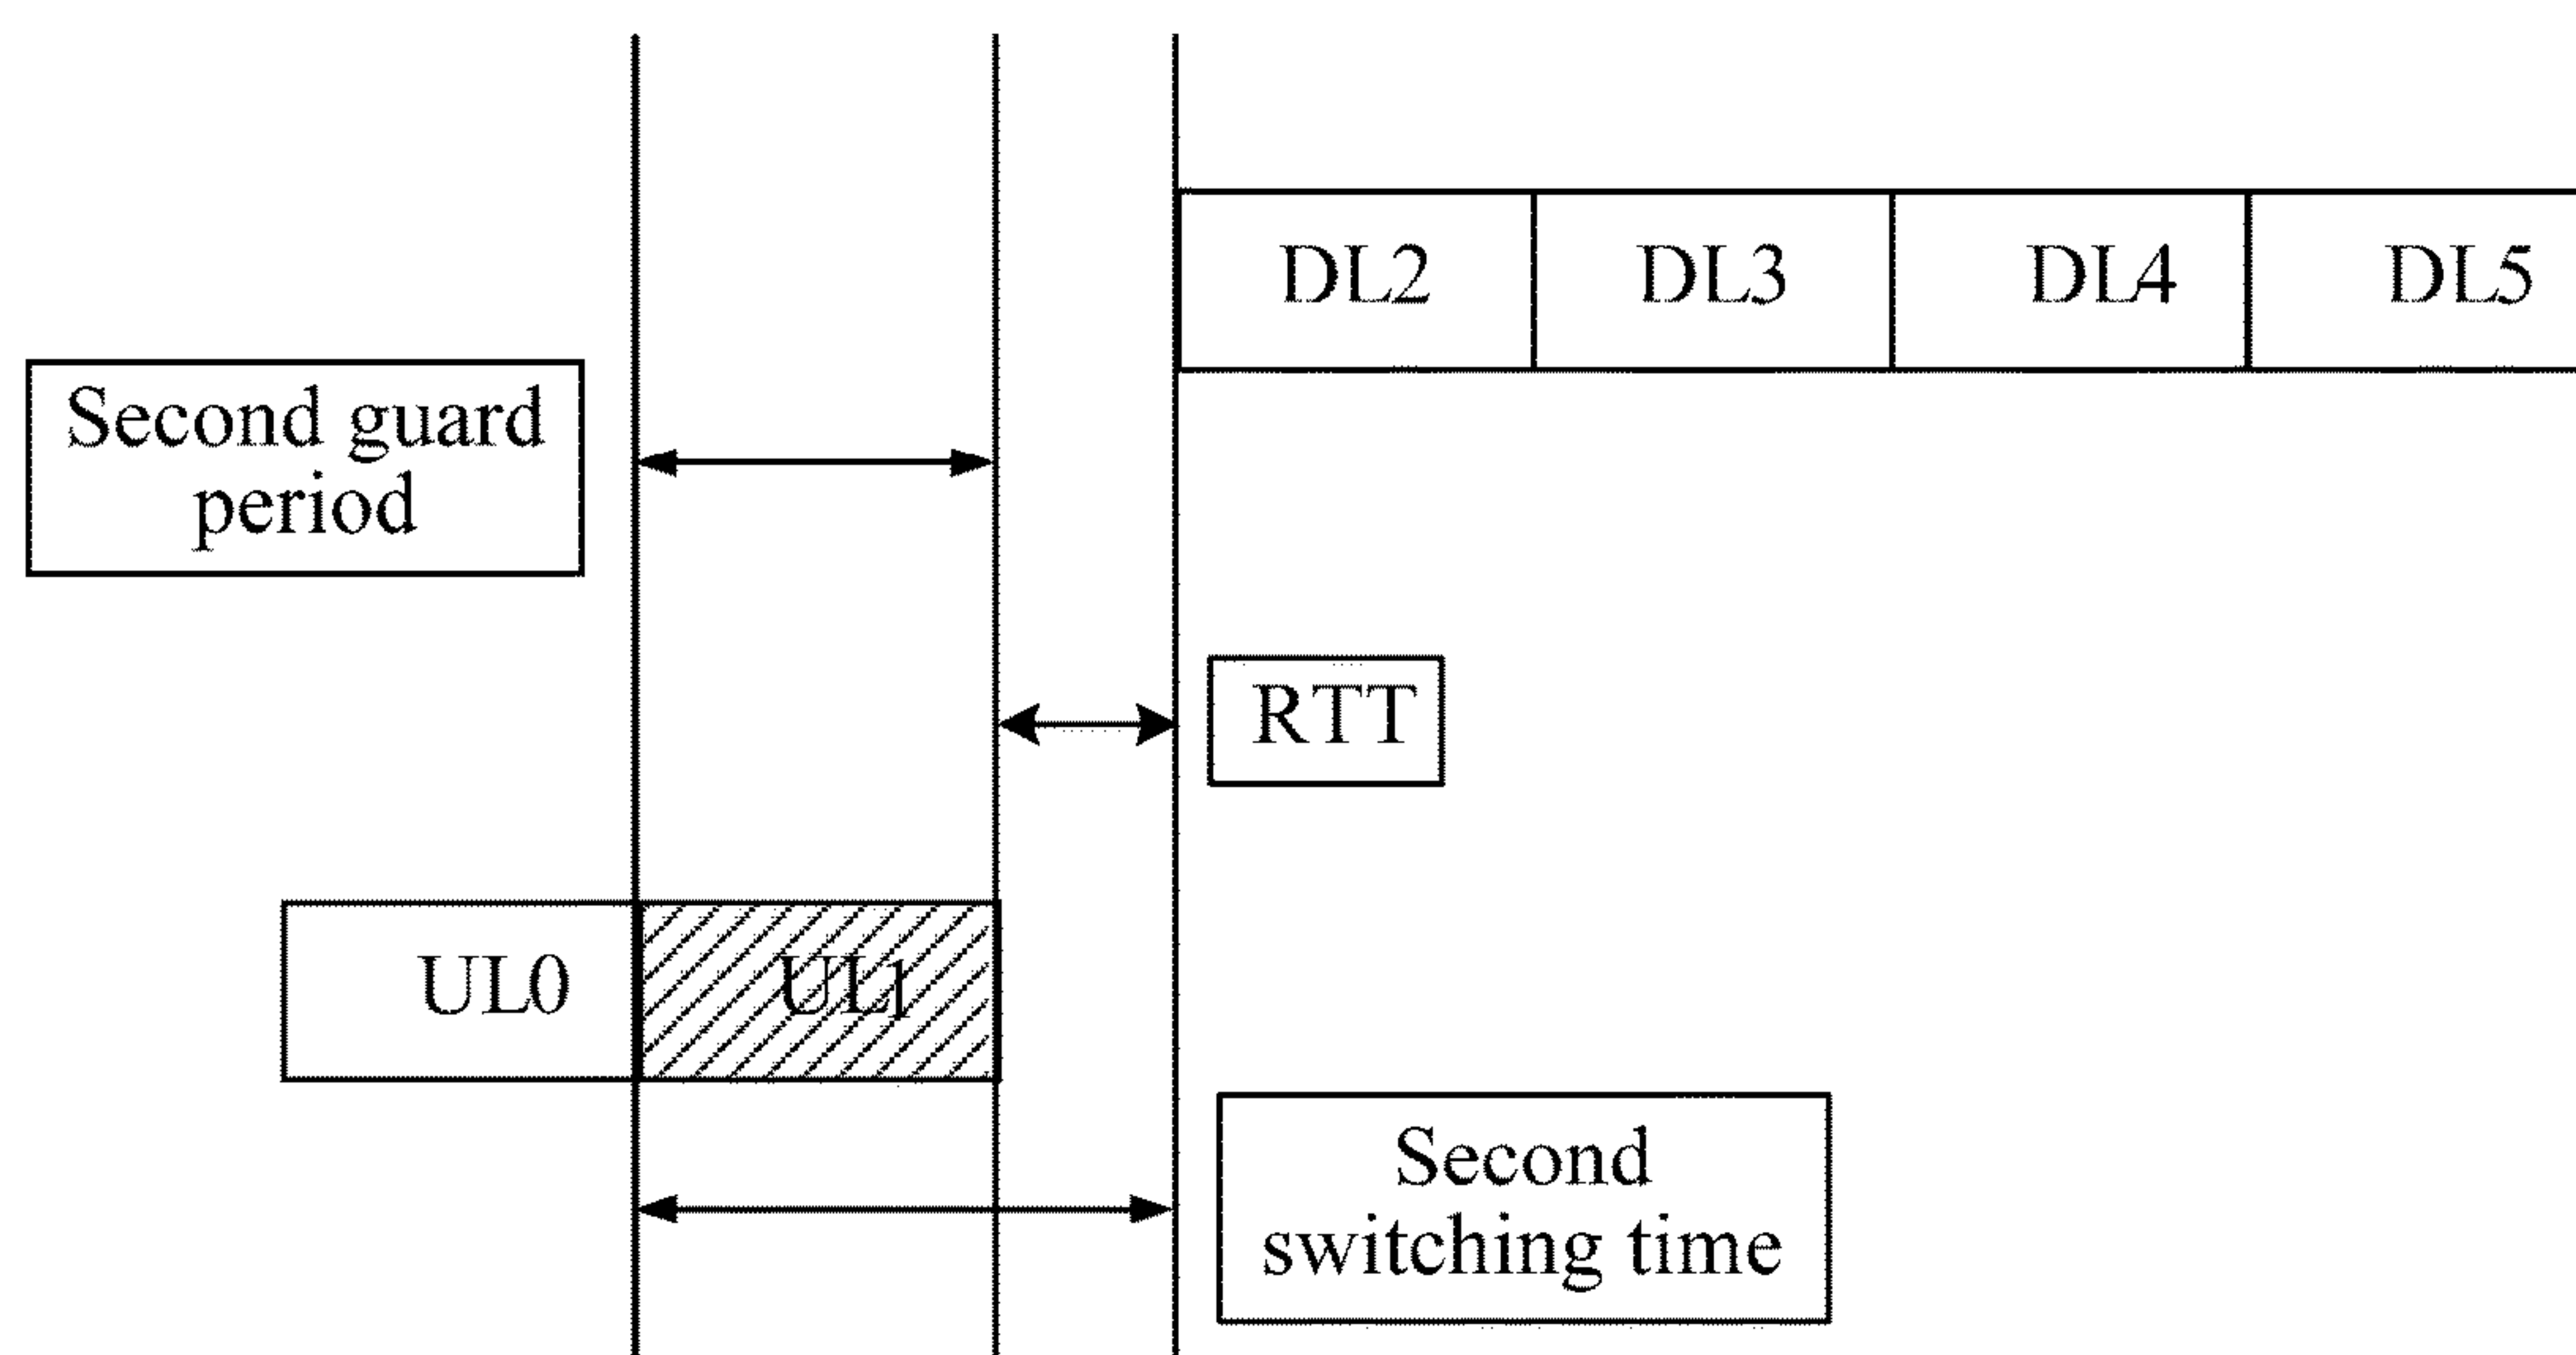 DL2 DL3 DL4 DL5
Second guard
period
RTT
UL0 UL1
Second
switching time